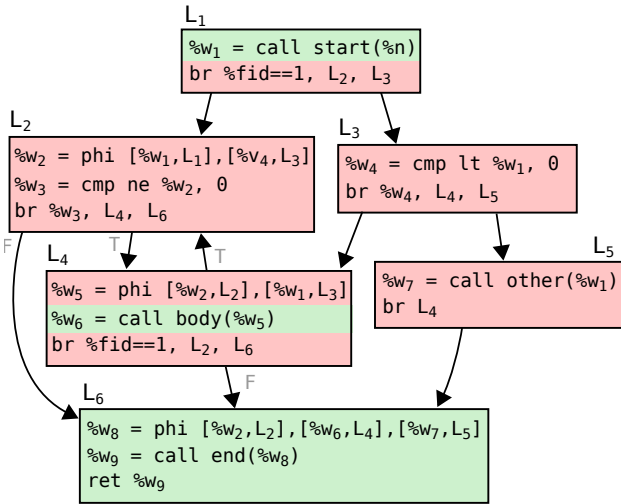 L₁
%w₁ = call start(%n)
br %fid==1, L₂, L₃
L₂
%w₂ = phi [%w₁,L₁],[%v₄,L₃]
%w₃ = cmp ne %w₂, 0
br %w₃, L₄, L₆
L₃
%w₄ = cmp lt %w₁, 0
br %w₄, L₄, L₅
F
T
T
L₄
%w₅ = phi [%w₂,L₂],[%w₁,L₃]
%w₆ = call body(%w₅)
br %fid==1, L₂, L₆
L₅
%w₇ = call other(%w₁)
br L₄
F
L₆
%w₈ = phi [%w₂,L₂],[%w₆,L₄],[%w₇,L₅]
%w₉ = call end(%w₈)
ret %w₉